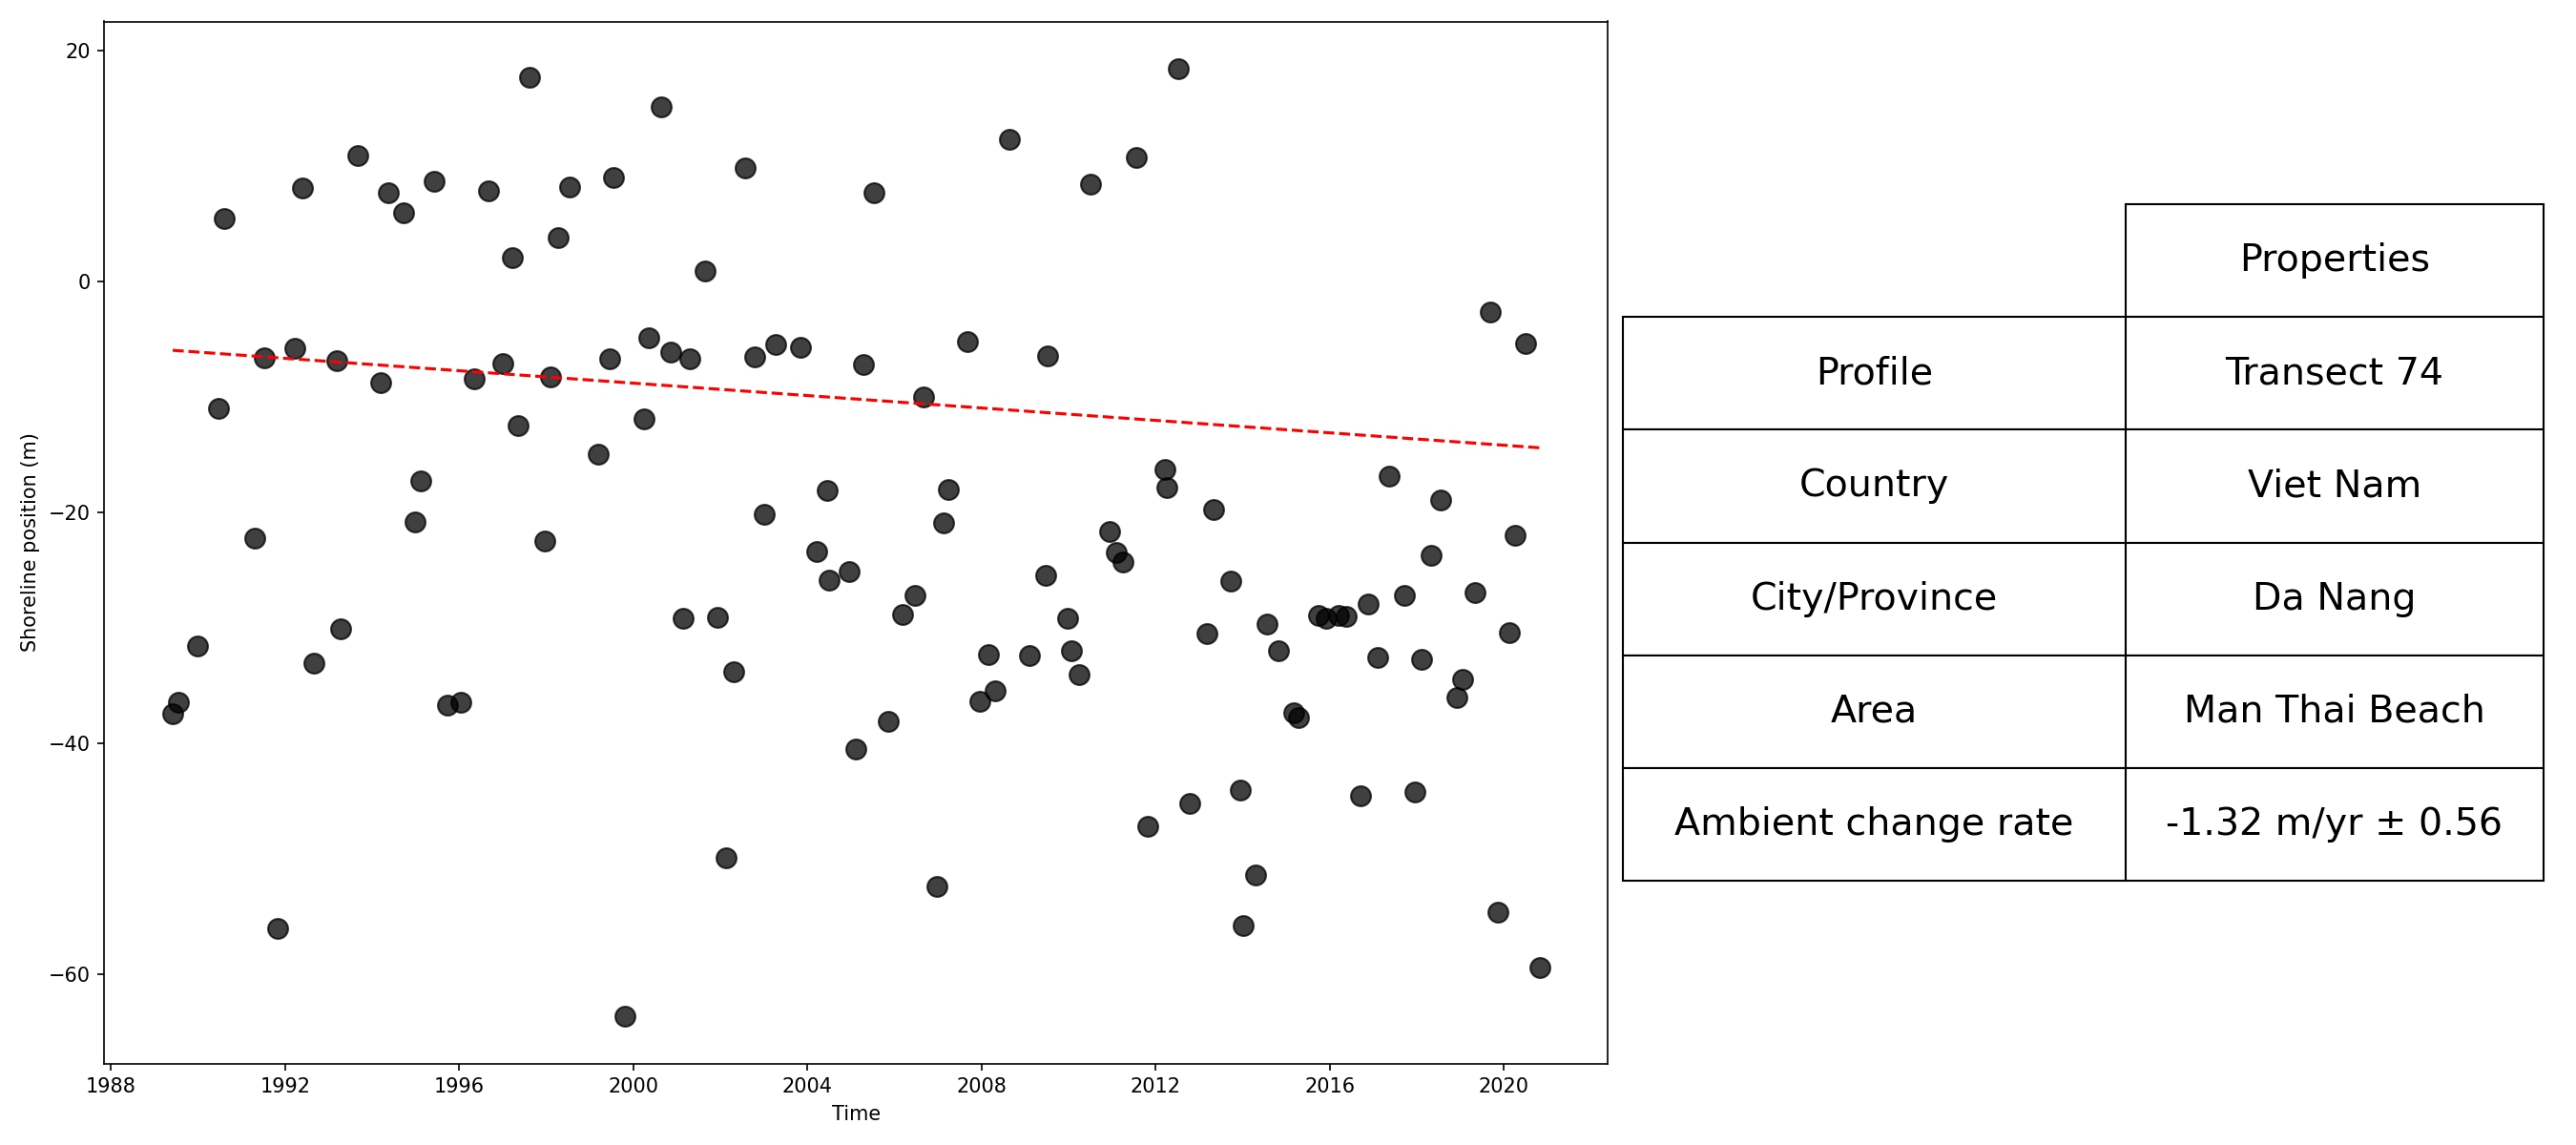 20
0
−20
−40
−60
Shoreline position (m)
1988 1992 1996 2000 2004 2008 2012 2016 2020
Time
Properties
Profile Transect 74
Country Viet Nam
City/Province Da Nang
Area Man Thai Beach
Ambient change rate -1.32 m/yr ± 0.56